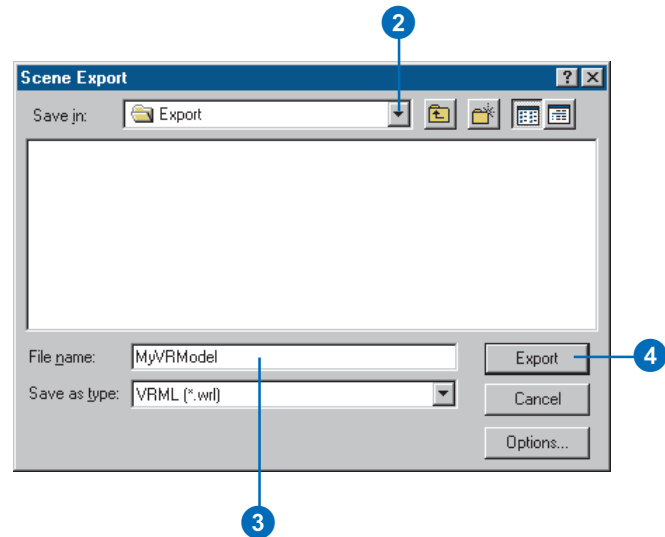 2
Scene Export
Save in: Export
File name: MyVRModel
Export
4
Save as type: VRML (*.wrl)
Cancel
Options...
3